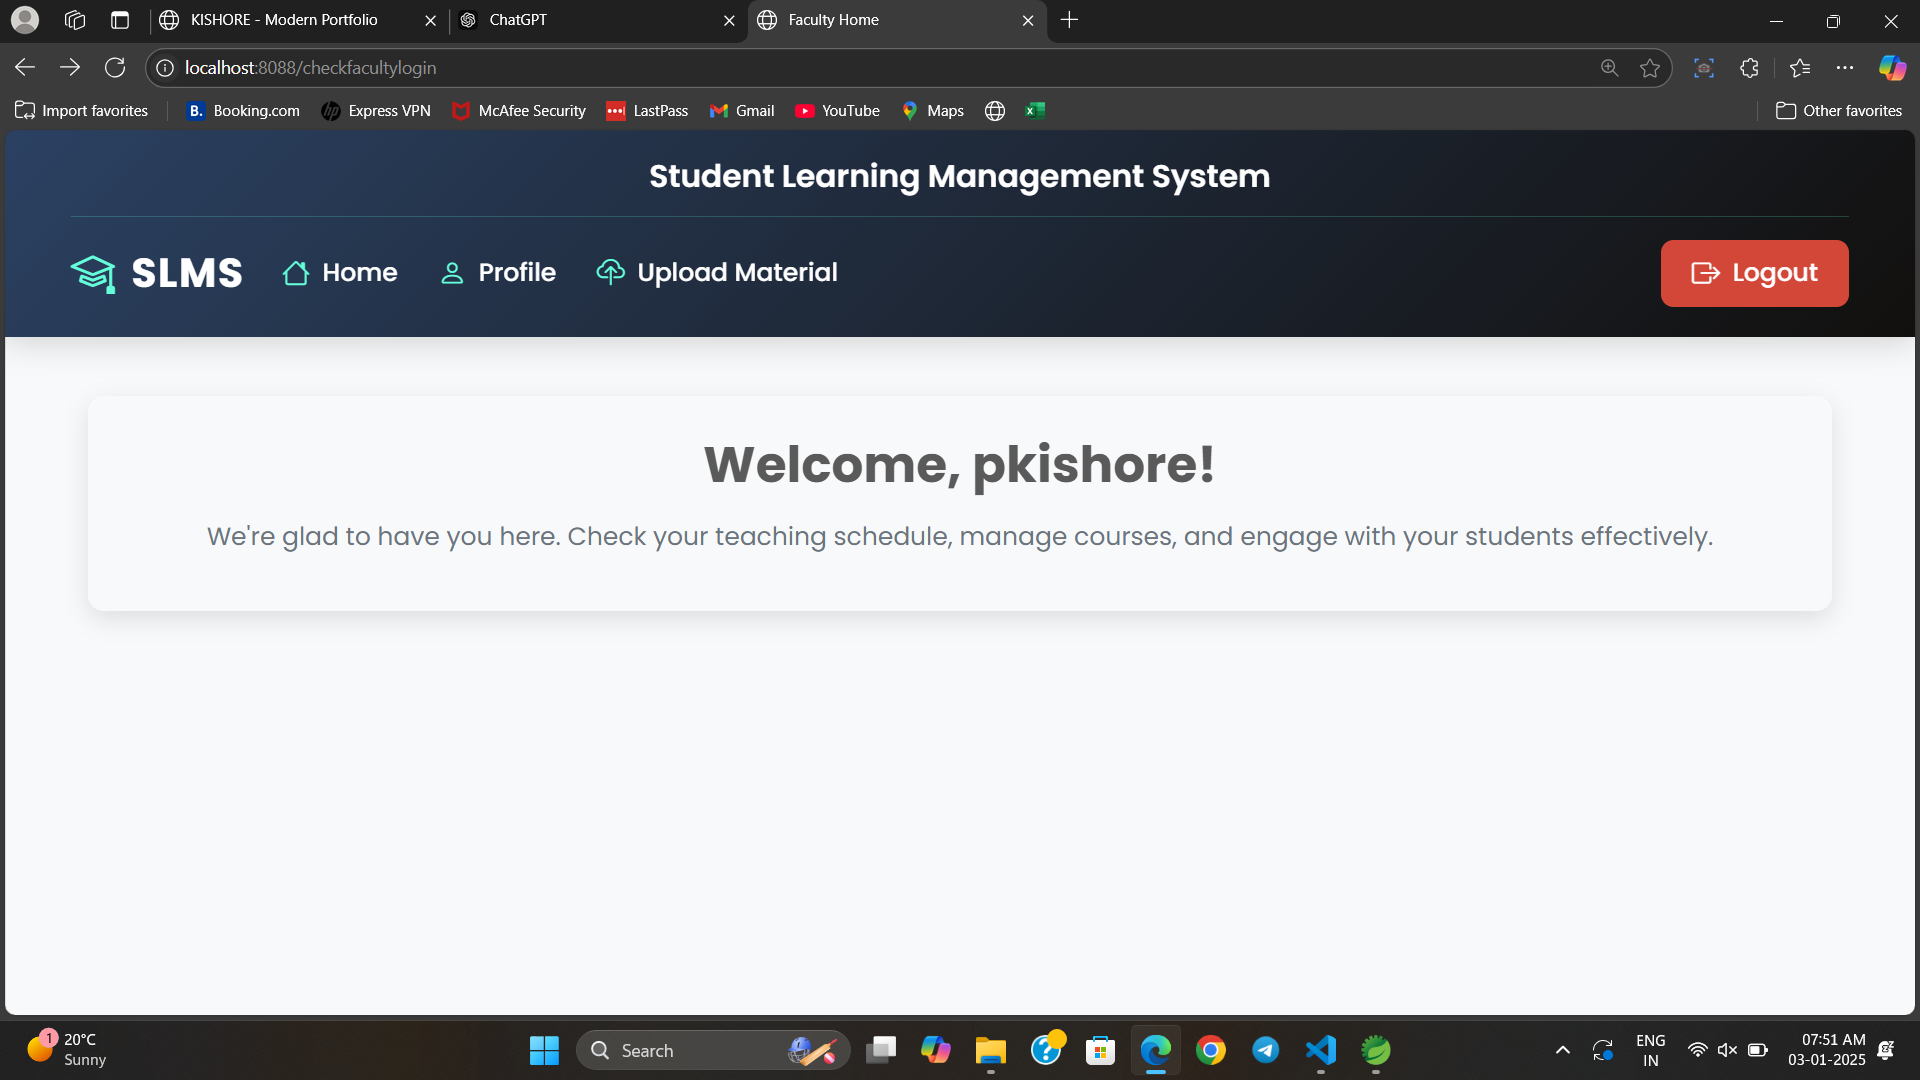 KISHORE - Modern Portfolio
ChatGPT
Faculty Home
localhost:8088/checkfacultylogin
Import favorites
B. Booking.com
hp Express VPN
McAfee Security
LastPass
Gmail
YouTube
Maps
Other favorites
Student Learning Management System
SLMS
Home
Profile
Upload Material
Logout
Welcome, pkishore!
We're glad to have you here. Check your teaching schedule, manage courses, and engage with your students effectively.
1
20°C
Sunny
Search
ENG
IN
07:51 AM
03-01-2025